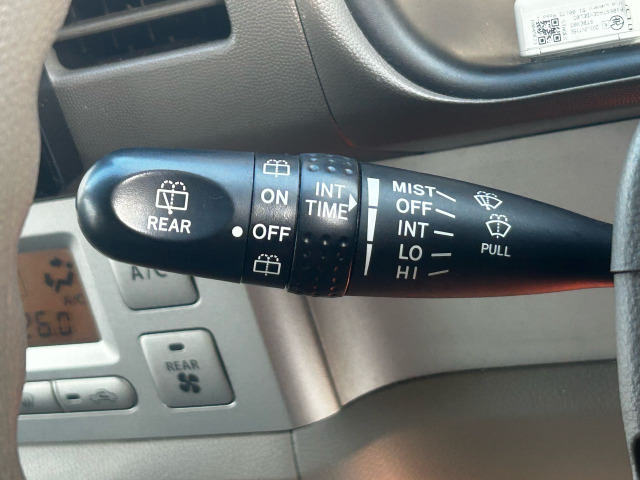 REAR
ON
OFF
INT
TIME
MIST
OFF
INT
LO
HI
PULL
A/C
A/C
26.0
REAR